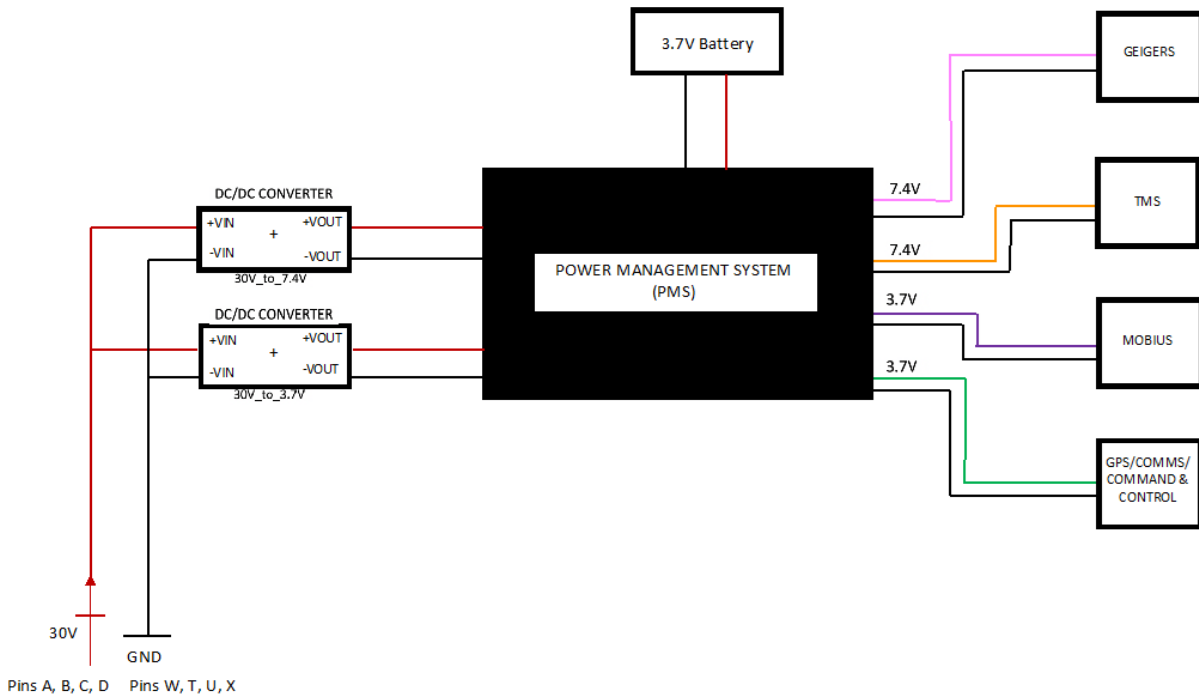 3.7V Battery
GEIGERS
DC/DC CONVERTER
+VIN
+VOUT
+
-VIN
-VOUT
30V_to_7.4V
DC/DC CONVERTER
+VIN
+VOUT
+
-VIN
-VOUT
30V_to_3.7V
POWER MANAGEMENT SYSTEM
(PMS)
7.4V
7.4V
3.7V
3.7V
TMS
MOBIUS
GPS/COMMS/
COMMAND &
CONTROL
30V
GND
Pins A, B, C, D
Pins W, T, U, X